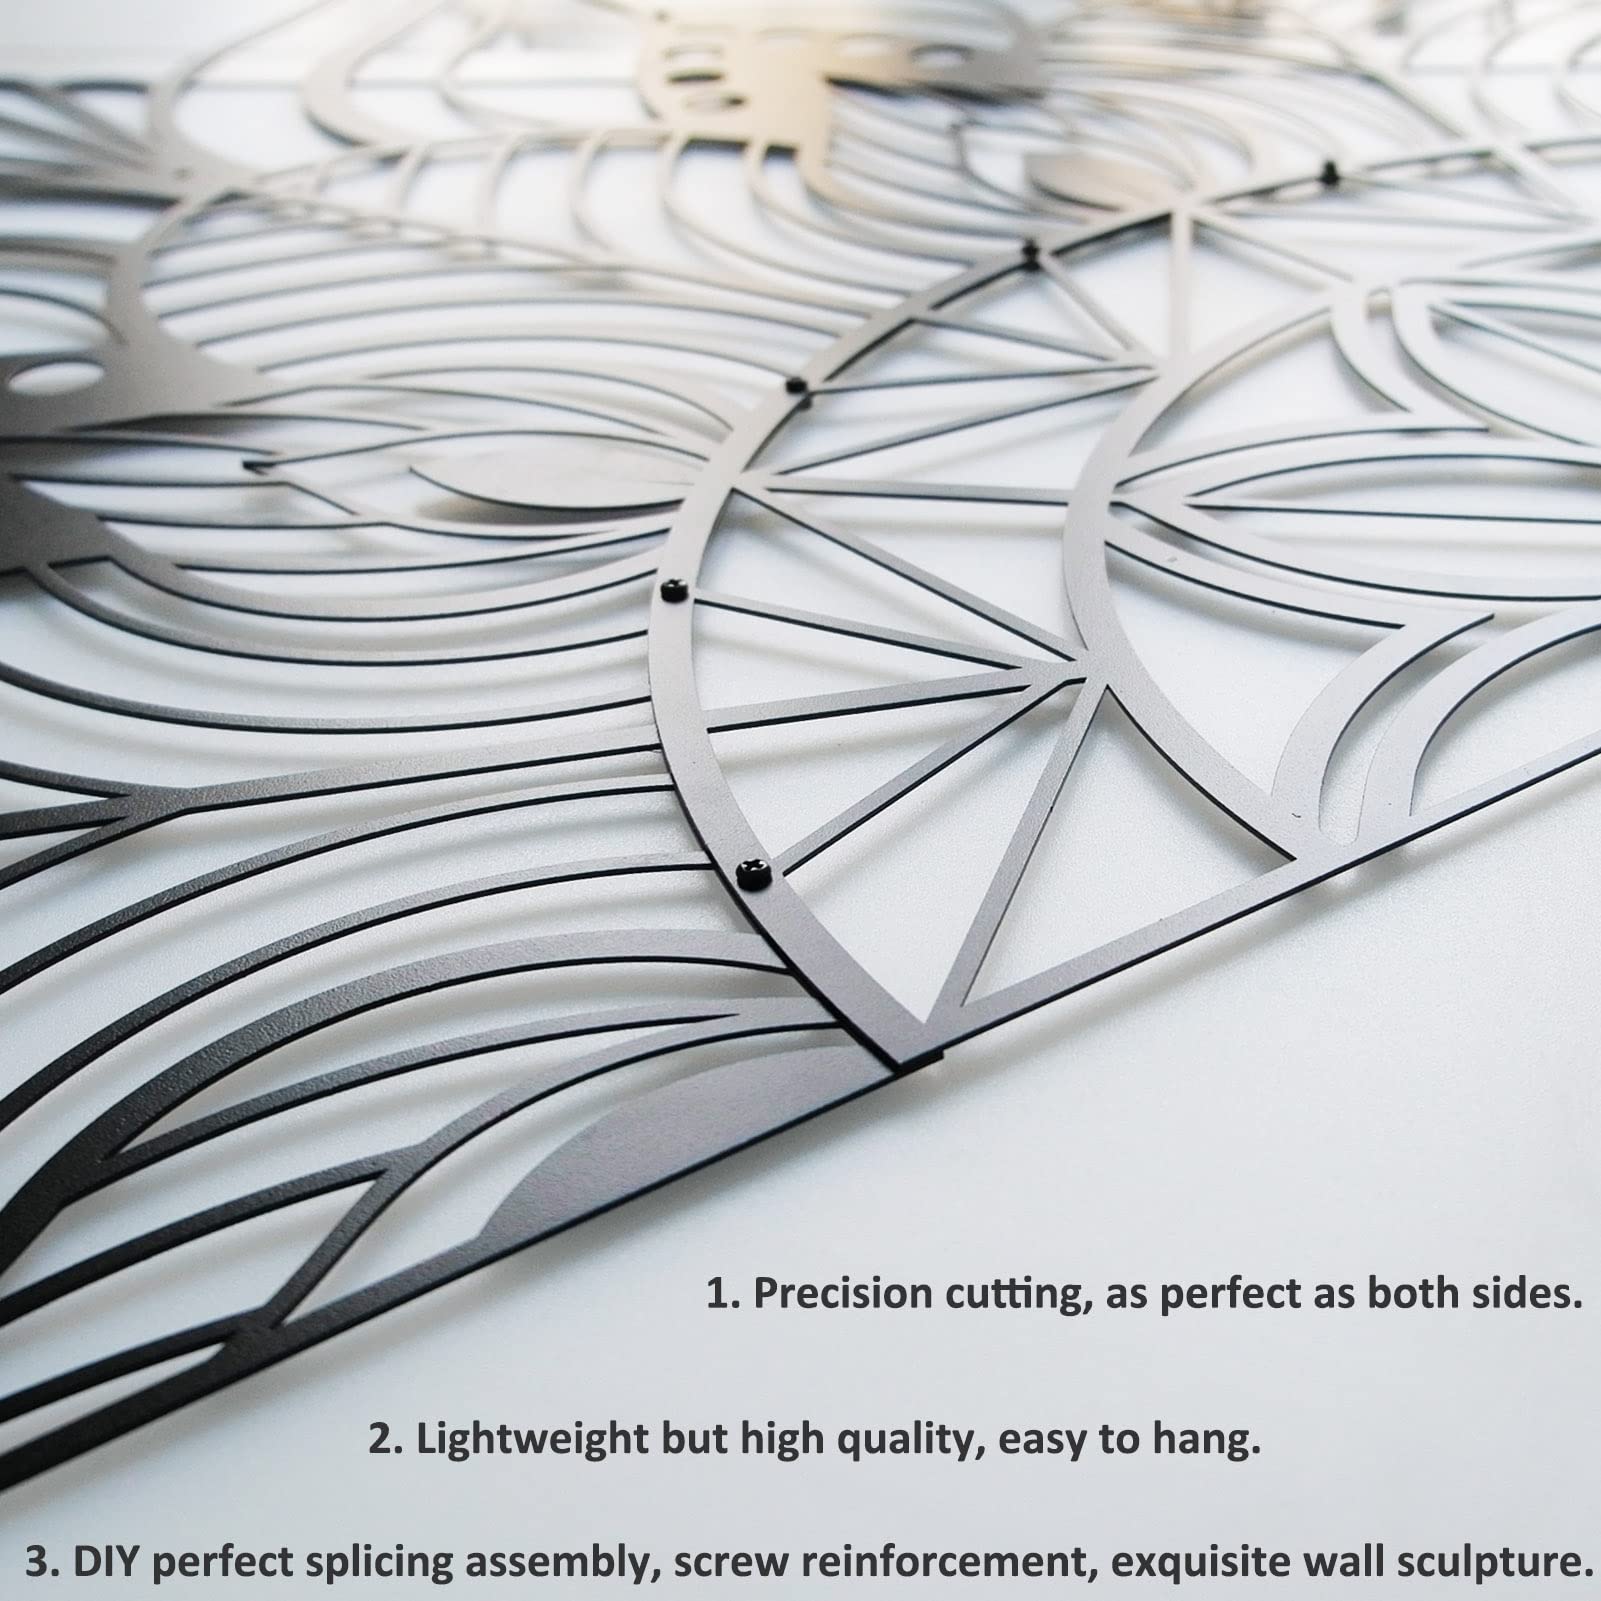 1. Precision cutting, as perfect as both sides.
2. Lightweight but high quality, easy to hang.
3. DIY perfect splicing assembly, screw reinforcement, exquisite wall sculpture.